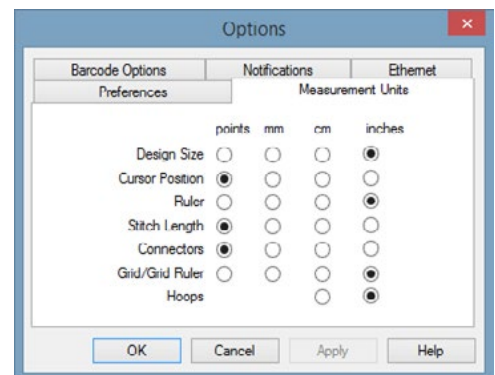 Options
Barcode Options Notifications Ethernet
Preferences Measurement Units
points mm cm inches
Design Size
Cursor Position
Ruler
Stitch Length
Connectors
Grid/Grid Ruler
Hoops
OK Cancel Apply Help